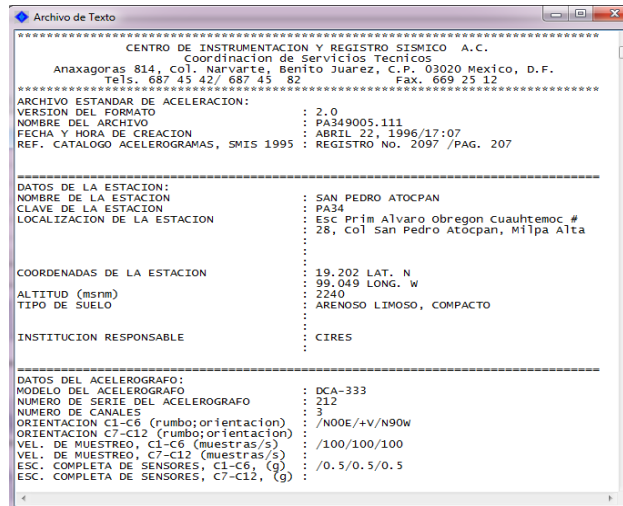 Archivo de Texto
********************************************************************************
CENTRO DE INSTRUMENTACION Y REGISTRO SISMICO A.C.
Coordinacion de Servicios Tecnicos
Anaxagoras 814, Col. Narvarte, Benito Juarez, C.P. 03020 Mexico, D.F.
Tels. 687 45 42/ 687 45 82 Fax. 669 25 12
********************************************************************************
ARCHIVO ESTANDAR DE ACELERACION:
VERSION DEL FORMATO : 2.0
NOMBRE DEL ARCHIVO : PA349005.111
FECHA Y HORA DE CREACION : ABRIL 22, 1996/17:07
REF. CATALOGO ACELEROGRAMAS, SMIS 1995 : REGISTRO No. 2097 /PAG. 207
================================================================================
DATOS DE LA ESTACION:
NOMBRE DE LA ESTACION : SAN PEDRO ATOCPAN
CLAVE DE LA ESTACION : PA34
LOCALIZACION DE LA ESTACION : Esc Prim Alvaro Obregon Cuauhtemoc #
: 28, Col San Pedro Atocpan, Milpa Alta
:
:
:
COORDENADAS DE LA ESTACION : 19.202 LAT. N
: 99.049 LONG. W
ALTITUD (msnm) : 2240
TIPO DE SUELO : ARENOSO LIMOSO, COMPACTO
:
:
INSTITUCION RESPONSABLE : CIRES
:
================================================================================
DATOS DEL ACELEROGRAFO:
MODELO DEL ACELEROGRAFO : DCA-333
NUMERO DE SERIE DEL ACELEROGRAFO : 212
NUMERO DE CANALES : 3
ORIENTACION C1-C6 (rumbo;orientacion) : /N00E/+V/N90W
ORIENTACION C7-C12 (rumbo;orientacion) :
VEL. DE MUESTREO, C1-C6 (muestras/s) : /100/100/100
VEL. DE MUESTREO, C7-C12 (muestras/s) :
ESC. COMPLETA DE SENSORES, C1-C6, (g) : /0.5/0.5/0.5
ESC. COMPLETA DE SENSORES, C7-C12, (g) :